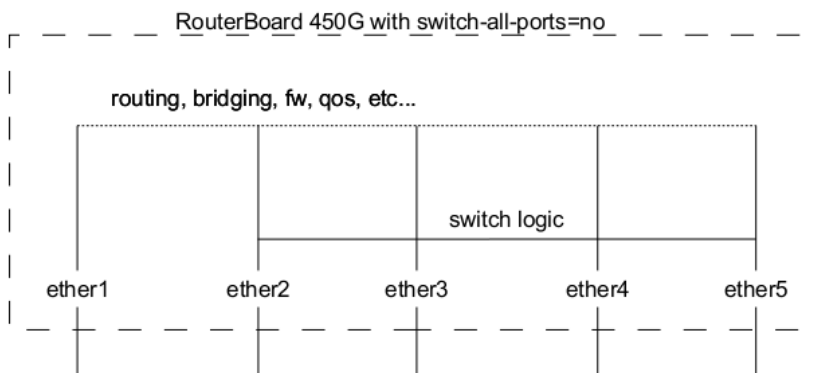 RouterBoard 450G with switch-all-ports=no
routing, bridging, fw, qos, etc...
switch logic
ether1 ether2 ether3 ether4 ether5